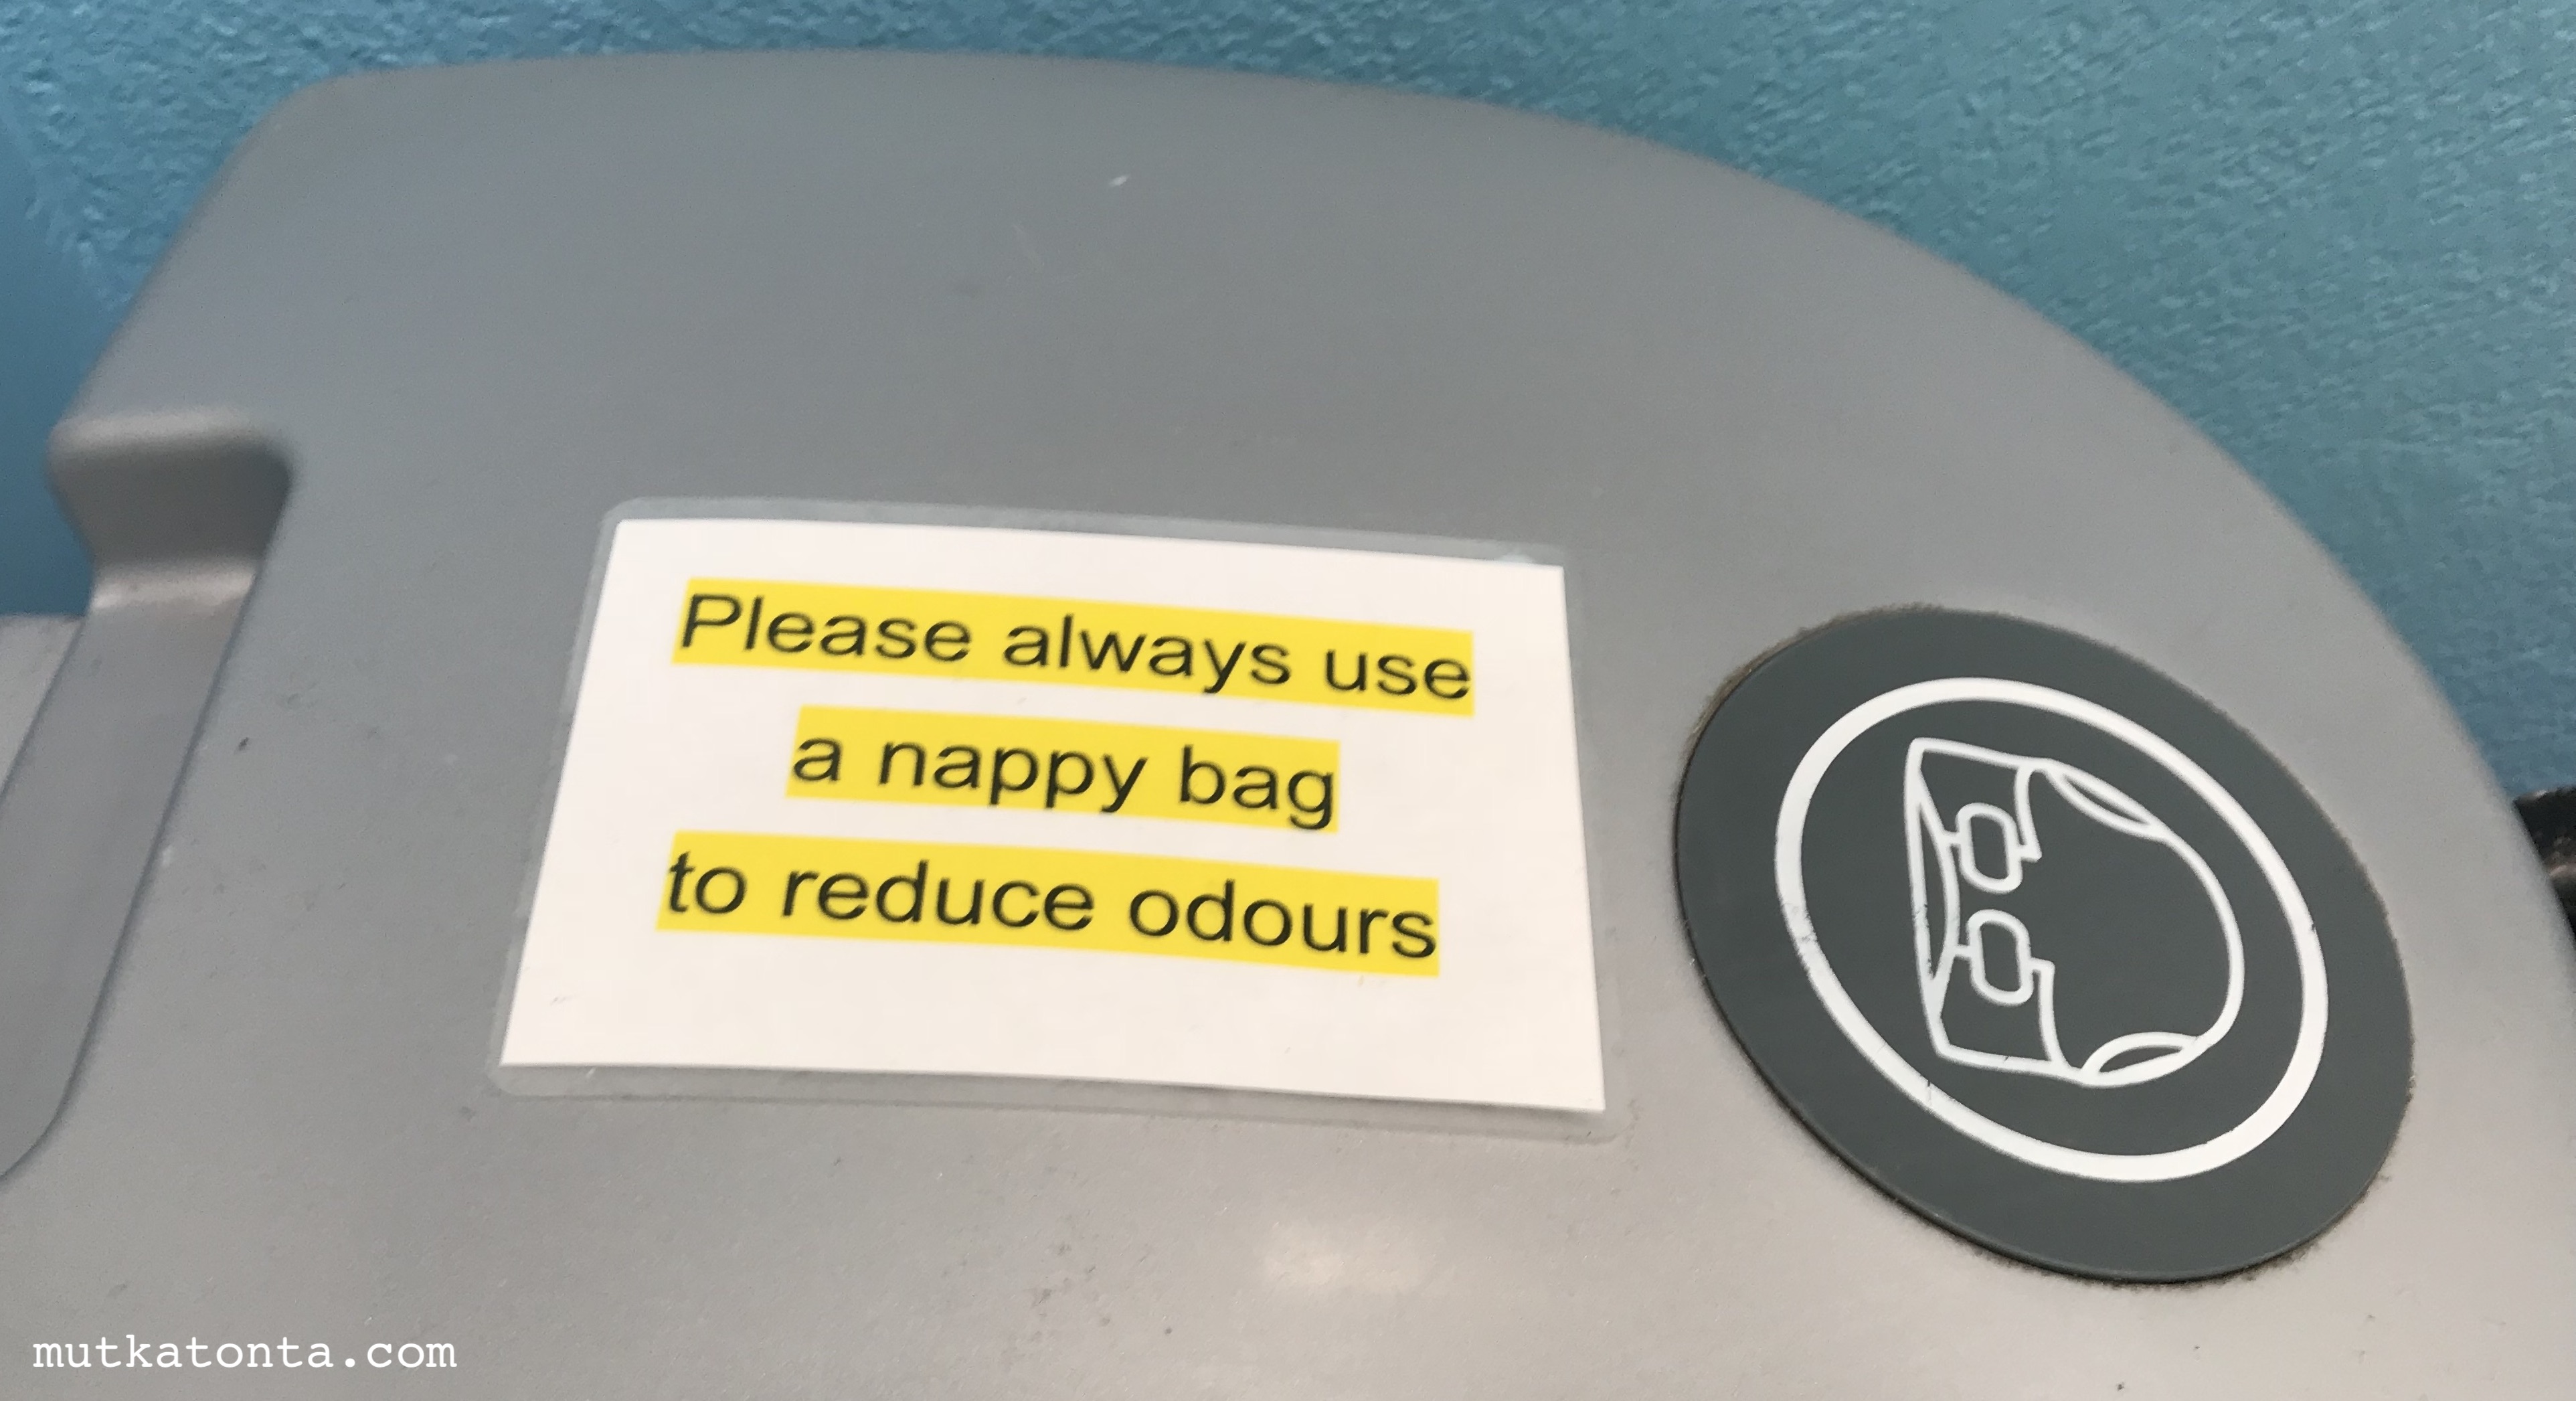 Please always use
a nappy bag
to reduce odours
mutkatonta.com